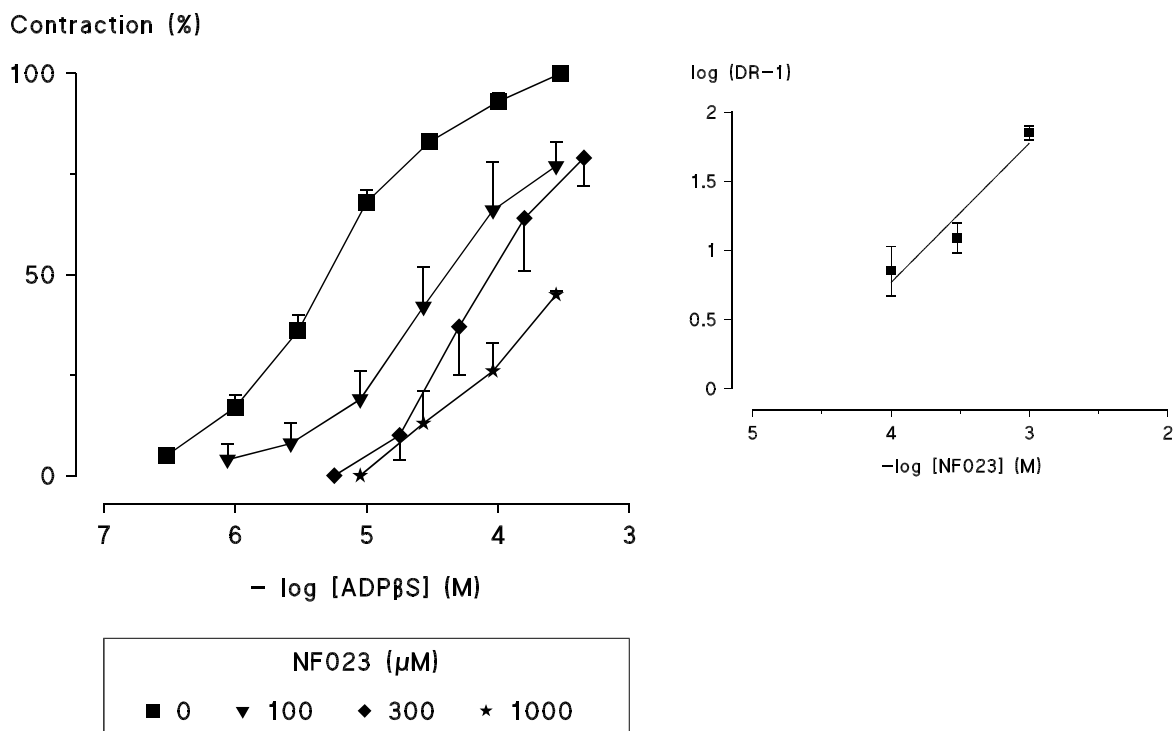 Contraction (%)
100
50
0
7 6 5 4 3
− log [ADPβS] (M)
NF023 (μM)
0 100 300 1000
log (DR−1)
2
1.5
1
0.5
0
5 4 3 2
−log [NF023] (M)